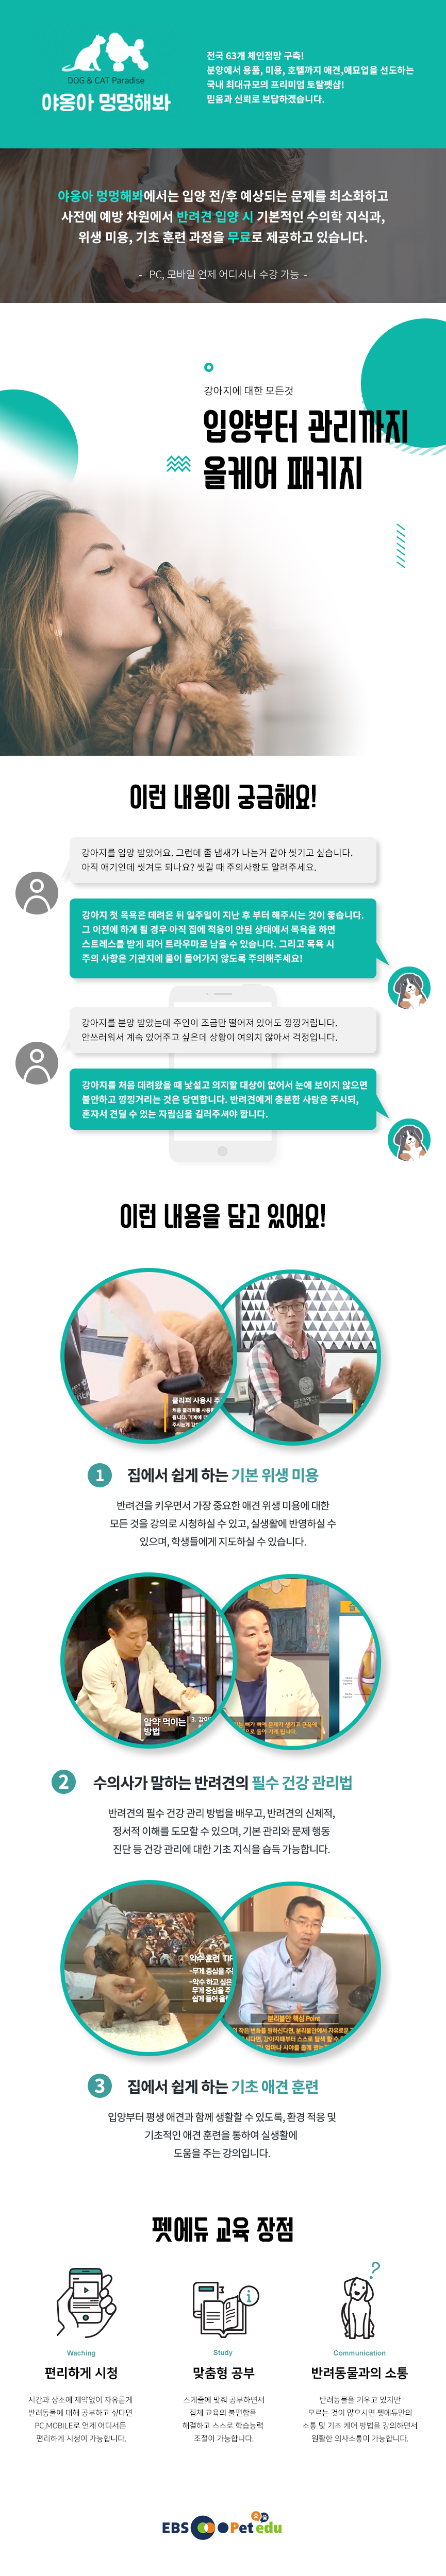 DOG & CAT Paradise
야옹아 멍멍해봐
전국 63개 체인점망 구축!
분양에서 용품, 미용, 호텔까지 애견,애묘업을 선도하는
국내 최대규모의 프리미엄 토탈펫샵!
믿음과 신뢰로 보답하겠습니다.
야옹아 멍멍해봐에서는 입양 전/후 예상되는 문제를 최소화하고
사전에 예방 차원에서 반려견 입양 시 기본적인 수의학 지식과,
위생 미용, 기초 훈련 과정을 무료로 제공하고 있습니다.
- PC, 모바일 언제 어디서나 수강 가능 -
강아지에 대한 모든것
입양부터 관리까지
올케어 패키지
이런 내용이 궁금해요!
강아지를 입양 받았어요. 그런데 좀 냄새가 나는거 같아 씻기고 싶습니다.
아직 애기인데 씻겨도 되나요? 씻길 때 주의사항도 알려주세요.
강아지 첫 목욕은 데려온 뒤 일주일이 지난 후 부터 해주시는 것이 좋습니다.
그 이전에 하게 될 경우 아직 집에 적응이 안된 상태에서 목욕을 하면
스트레스를 받게 되어 트라우마로 남을 수 있습니다. 그리고 목욕 시
주의 사항은 기관지에 물이 들어가지 않도록 주의해주세요!
강아지를 분양 받았는데 주인이 조금만 떨어져 있어도 낑낑거립니다.
안쓰러워서 계속 있어주고 싶은데 상황이 여의치 않아서 걱정입니다.
강아지를 처음 데려왔을 때 낯설고 의지할 대상이 없어서 눈에 보이지 않으면
불안하고 낑낑거리는 것은 당연합니다. 반려견에게 충분한 사랑은 주시되,
혼자서 견딜 수 있는 자립심을 길러주셔야 합니다.
이런 내용을 담고 있어요!
클리퍼 사용시 주
1 집에서 쉽게 하는 기본 위생 미용
반려견을 키우면서 가장 중요한 애견 위생 미용에 대한
모든 것을 강의로 시청하실 수 있고, 실생활에 반영하실 수
있으며, 학생들에게 지도하실 수 있습니다.
알약 먹이는
방법
2 수의사가 말하는 반려견의 필수 건강 관리법
반려견의 필수 건강 관리 방법을 배우고, 반려견의 신체적,
정서적 이해를 도모할 수 있으며, 기본 관리와 문제 행동
진단 등 건강 관리에 대한 기초 지식을 습득 가능합니다.
악수 훈련 TIP
-무게 중심을 주
-악수 하고 싶은
무게 중심을 주
쉽게 들어 올
분리불안 핵심 Point
3 집에서 쉽게 하는 기초 애견 훈련
입양부터 평생 애견과 함께 생활할 수 있도록, 환경 적응 및
기초적인 애견 훈련을 통하여 실생활에
도움을 주는 강의입니다.
펫에듀 교육 장점
Waching
편리하게 시청
시간과 장소에 제약없이 자유롭게
반려동물에 대해 공부하고 싶다면
PC,MOBILE로 언제 어디서든
편리하게 시청이 가능합니다.
Study
맞춤형 공부
스케줄에 맞춰 공부하면서
집체 교육의 불편함을
해결하고 스스로 학습능력
조절이 가능합니다.
Communication
반려동물과의 소통
반려동물을 키우고 있지만
모르는 것이 많으시면 펫에듀만의
소통 및 기초 케어 방법을 강의하면서
원활한 의사소통이 가능합니다.
EBS Pet edu